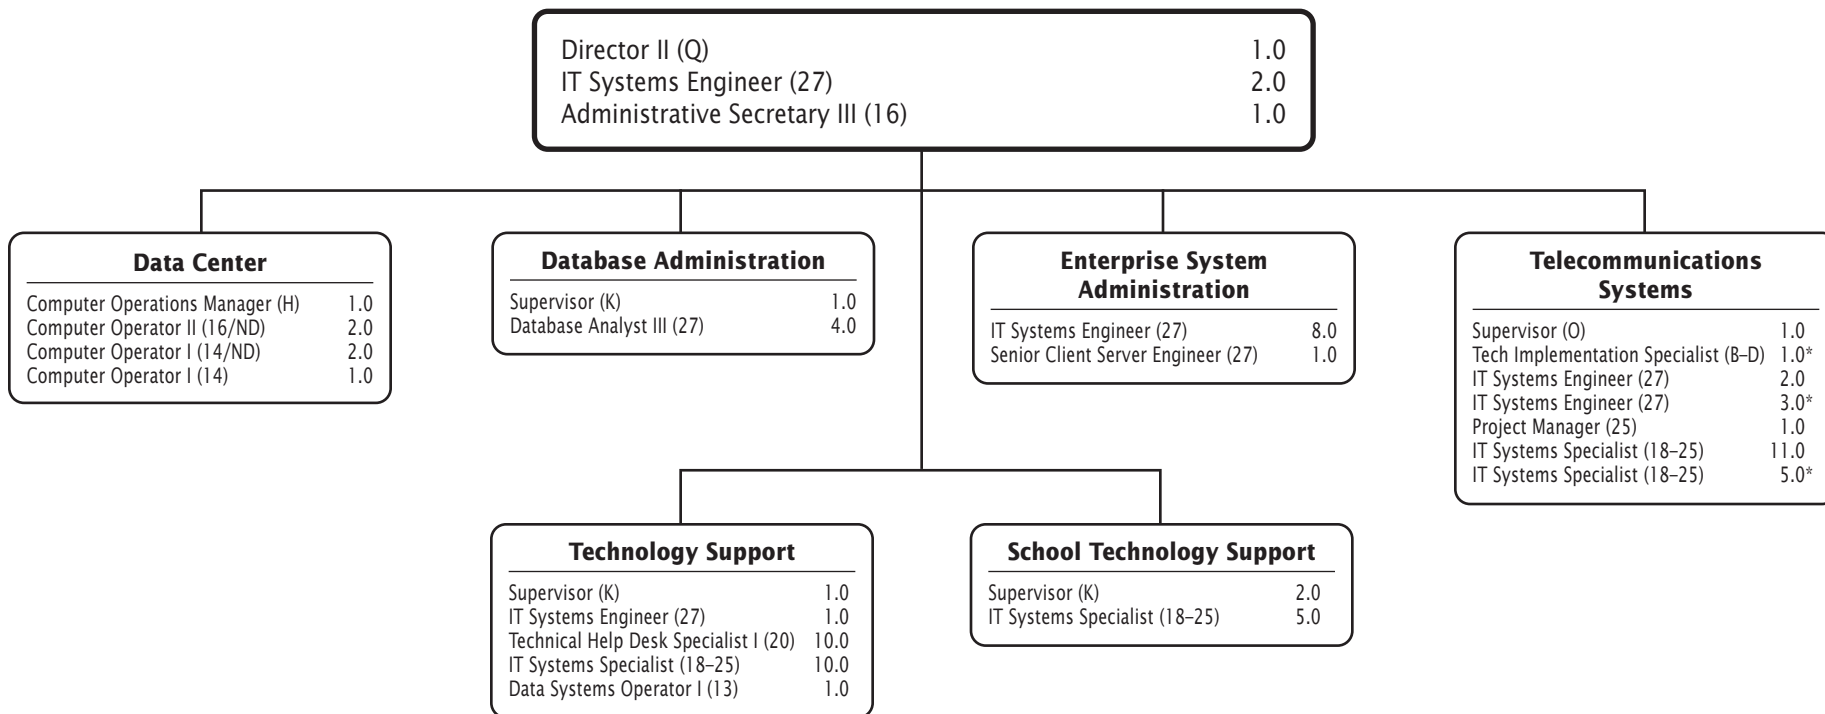 Director II (Q) 1.0
IT Systems Engineer (27) 2.0
Administrative Secretary III (16) 1.0
Data Center
Computer Operations Manager (H) 1.0
Computer Operator II (16/ND) 2.0
Computer Operator I (14/ND) 2.0
Computer Operator I (14) 1.0
Database Administration
Supervisor (K) 1.0
Database Analyst III (27) 4.0
Enterprise System
Administration
IT Systems Engineer (27) 8.0
Senior Client Server Engineer (27) 1.0
Telecommunications
Systems
Supervisor (O) 1.0
Tech Implementation Specialist (B–D) 1.0*
IT Systems Engineer (27) 2.0
IT Systems Engineer (27) 3.0*
Project Manager (25) 1.0
IT Systems Specialist (18–25) 11.0
IT Systems Specialist (18–25) 5.0*
Technology Support
Supervisor (K) 1.0
IT Systems Engineer (27) 1.0
Technical Help Desk Specialist I (20) 10.0
IT Systems Specialist (18–25) 10.0
Data Systems Operator I (13) 1.0
School Technology Support
Supervisor (K) 2.0
IT Systems Specialist (18–25) 5.0